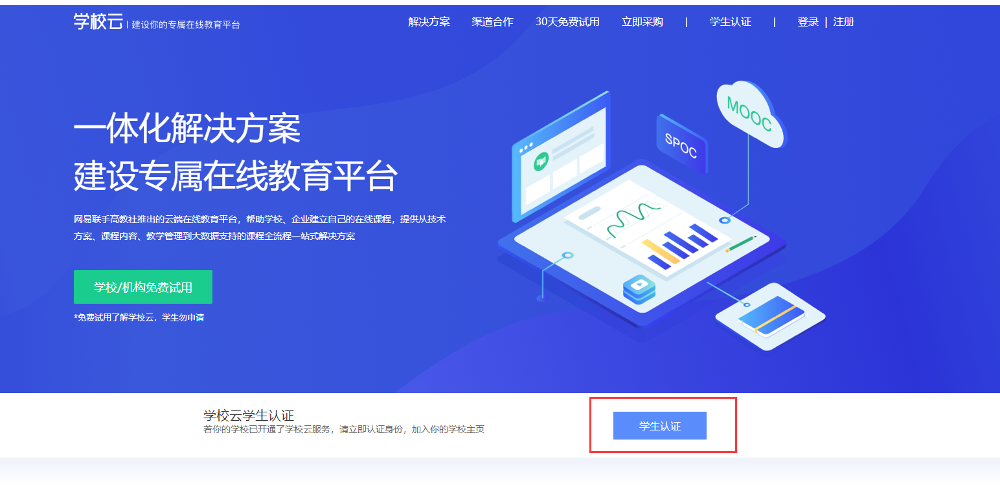 学校云 | 建设你的专属在线教育平台
解决方案 渠道合作 30天免费试用 立即采购 | 学生认证 | 登录 | 注册
一体化解决方案
建设专属在线教育平台
网易联手高教社推出的云端在线教育平台，帮助学校、企业建立自己的在线课程，提供从技术
方案、课程内容、教学管理到大数据支持的课程全流程一站式解决方案
学校/机构免费试用
*免费试用了解学校云，学生勿申请
MOOC
SPOC
学校云学生认证
若你的学校已开通了学校云服务，请立即认证身份，加入你的学校主页
学生认证